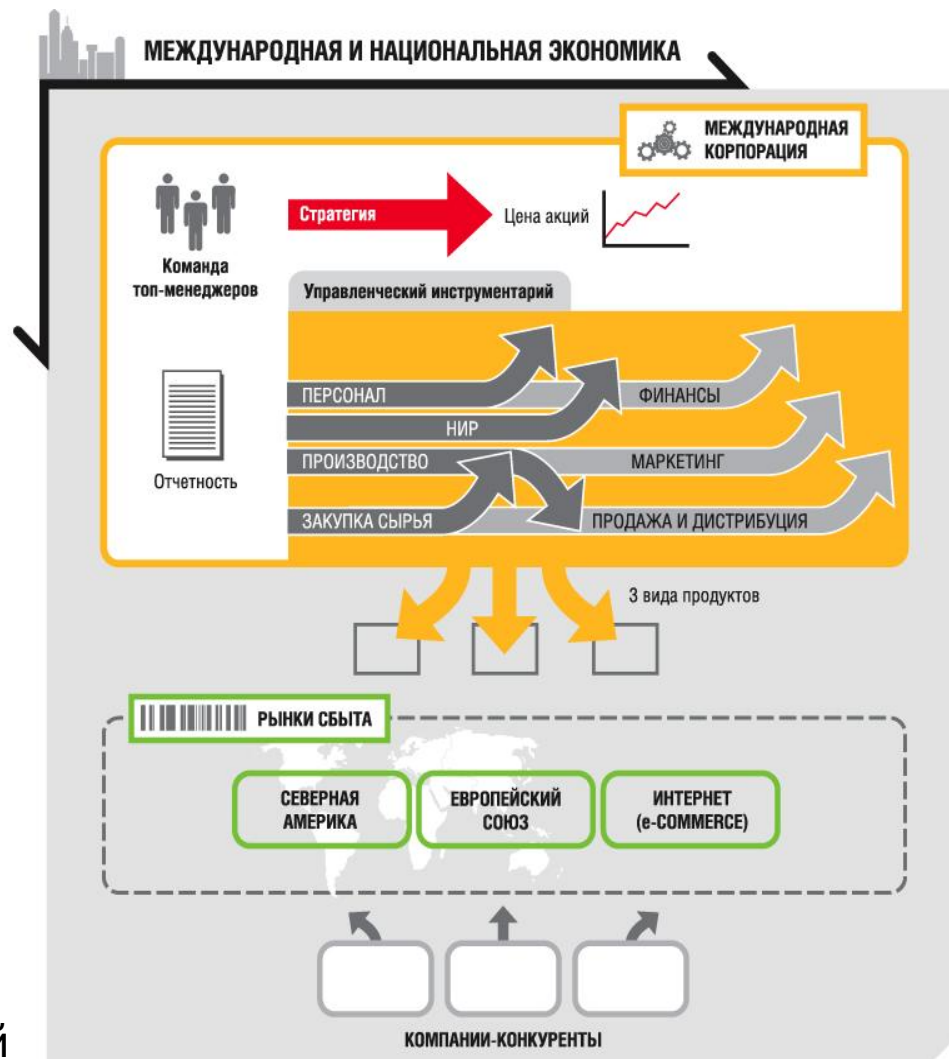 МЕЖДУНАРОДНАЯ И НАЦИОНАЛЬНАЯ ЭКОНОМИКА
МЕЖДУНАРОДНАЯ
КОРПОРАЦИЯ
Стратегия
Цена акций
Команда
топ-менеджеров
Управленческий инструментарий
ПЕРСОНАЛ
ФИНАНСЫ
НИР
ПРОИЗВОДСТВО
МАРКЕТИНГ
Отчетность
ЗАКУПКА СЫРЬЯ
ПРОДАЖА И ДИСТРИБУЦИЯ
3 вида продуктов
РЫНКИ СБЫТА
СЕВЕРНАЯ
АМЕРИКА
ЕВРОПЕЙСКИЙ
СОЮЗ
ИНТЕРНЕТ
(e-COMMERCE)
КОМПАНИИ-КОНКУРЕНТЫ
й